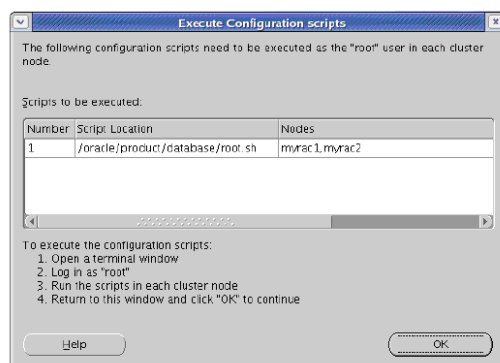 Execute Configuration scripts
The following configuration scripts need to be executed as the "root" user in each cluster
node.
Scripts to be executed:
Number Script Location Nodes
1 /oracle/product/database/root.sh myrac1,myrac2
To execute the configuration scripts:
1. Open a terminal window
2. Log in as "root"
3. Run the scripts in each cluster node
4. Return to this window and click "OK" to continue
Help OK